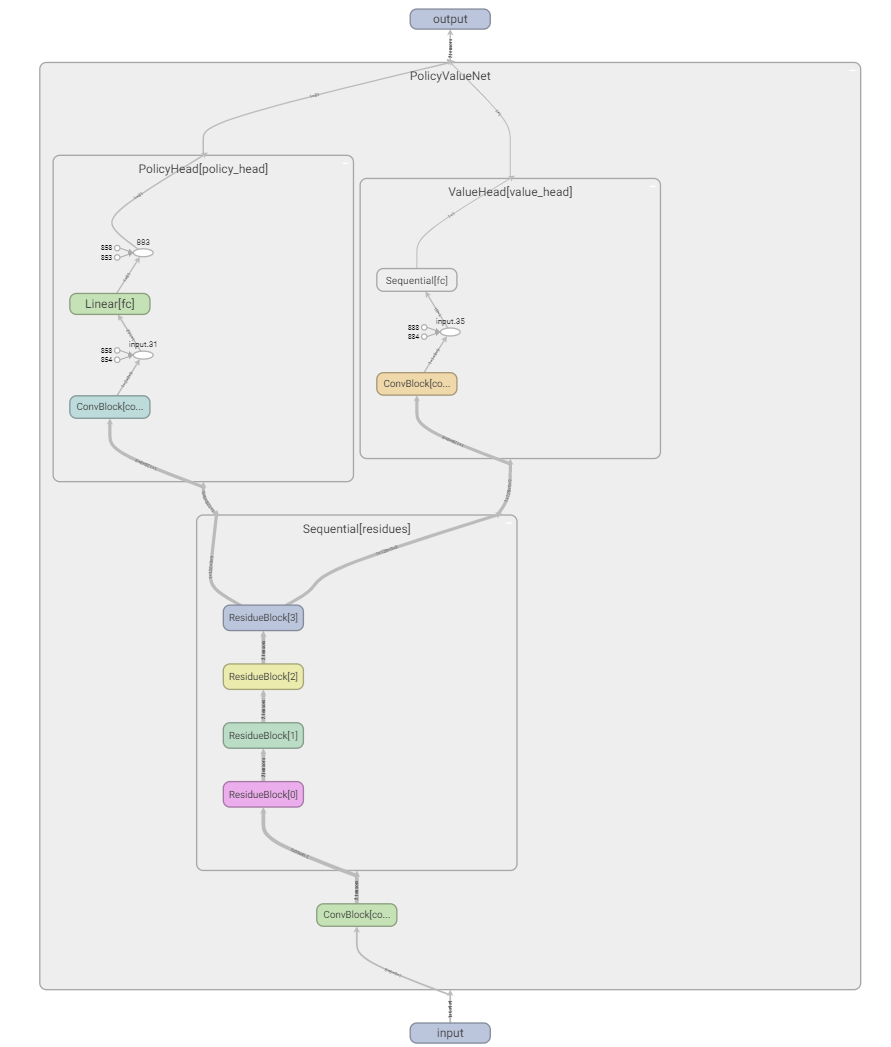 output
PolicyValueNet
PolicyHead[policy_head]
ValueHead[value_head]
883
858
853
Sequential[fc]
Linear[fc]
input.35
888
884
input.31
858
854
ConvBlock[co...
ConvBlock[co...
Sequential[residues]
ResidueBlock[3]
ResidueBlock[2]
ResidueBlock[1]
ResidueBlock[0]
ConvBlock[co...
input